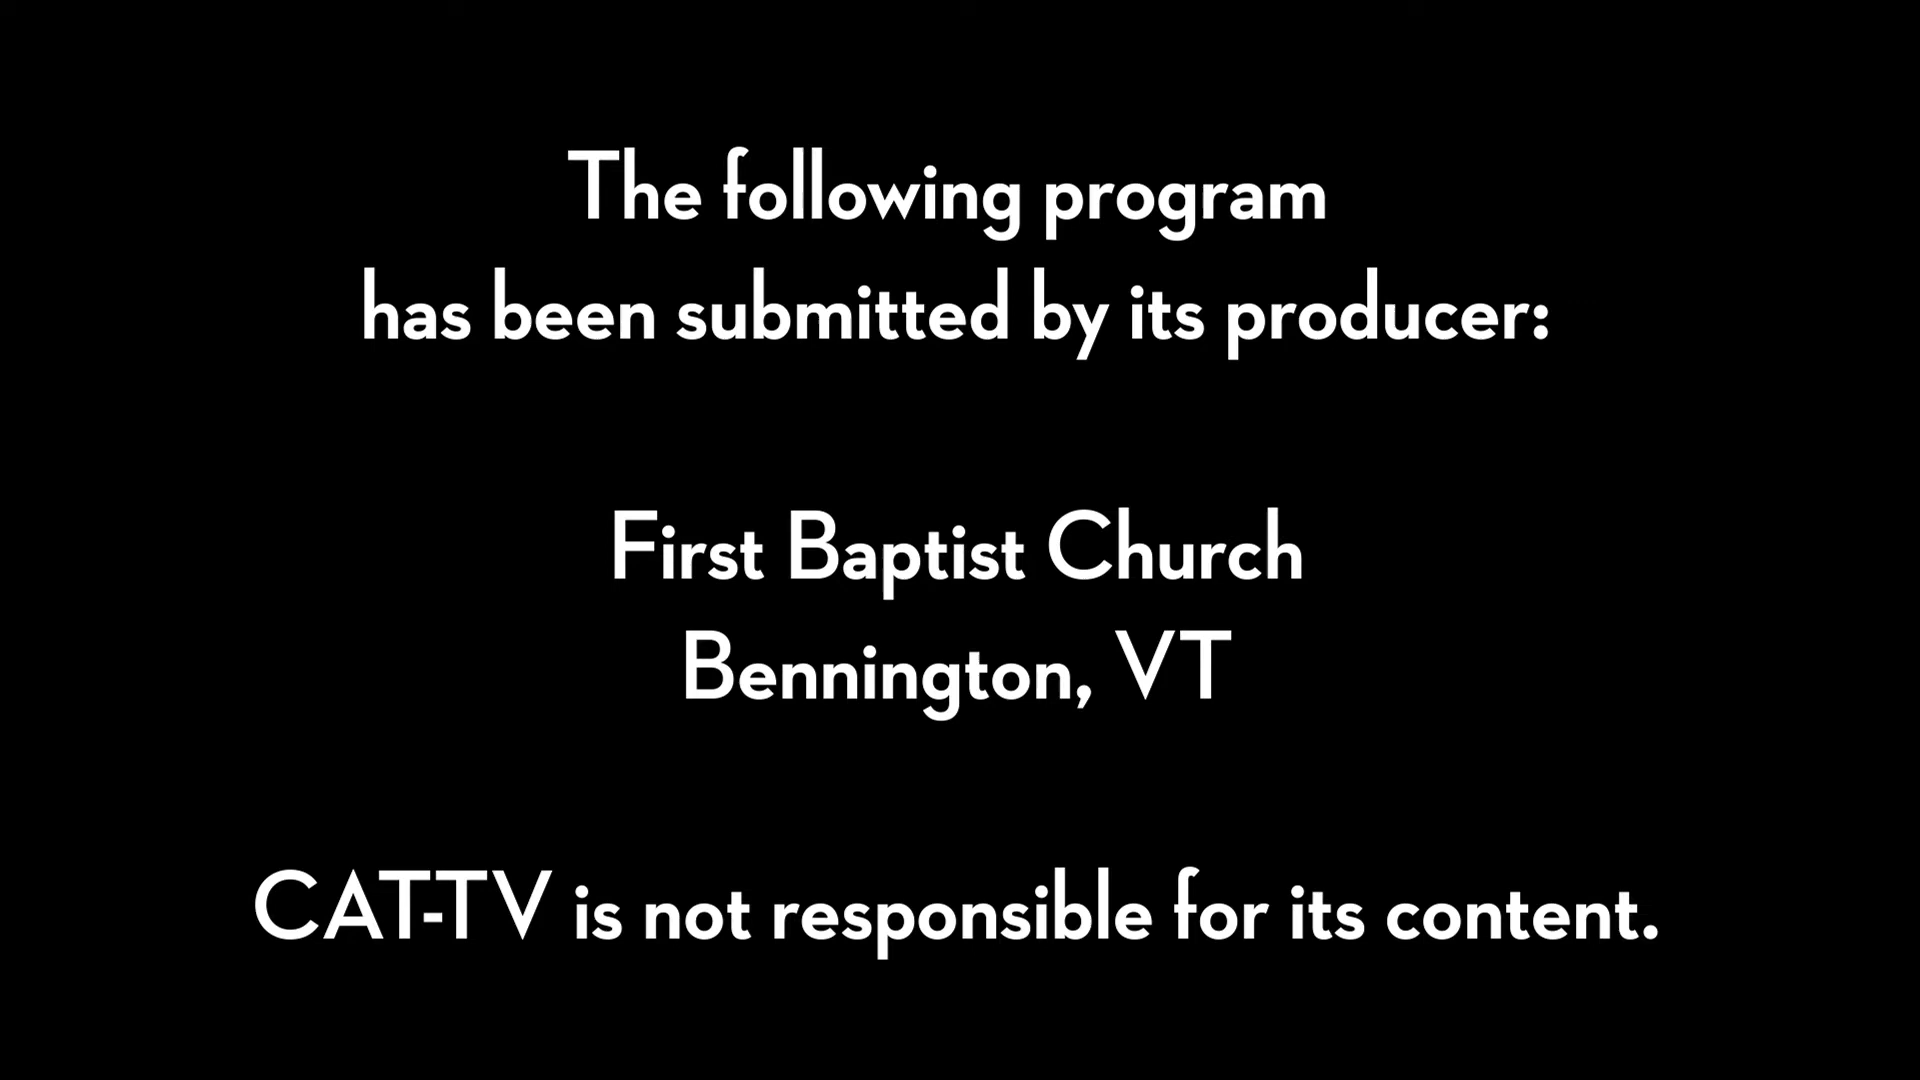 The following program
has been submitted by its producer:
First Baptist Church
Bennington, VT
CAT-TV is not responsible for its content.